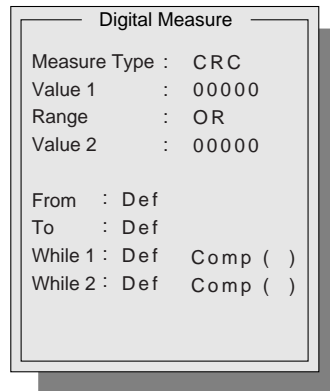 Digital Measure
Measure Type : CRC
Value 1 : 00000
Range : OR
Value 2 : 00000
From : Def
To : Def
While 1 : Def Comp ( )
While 2 : Def Comp ( )